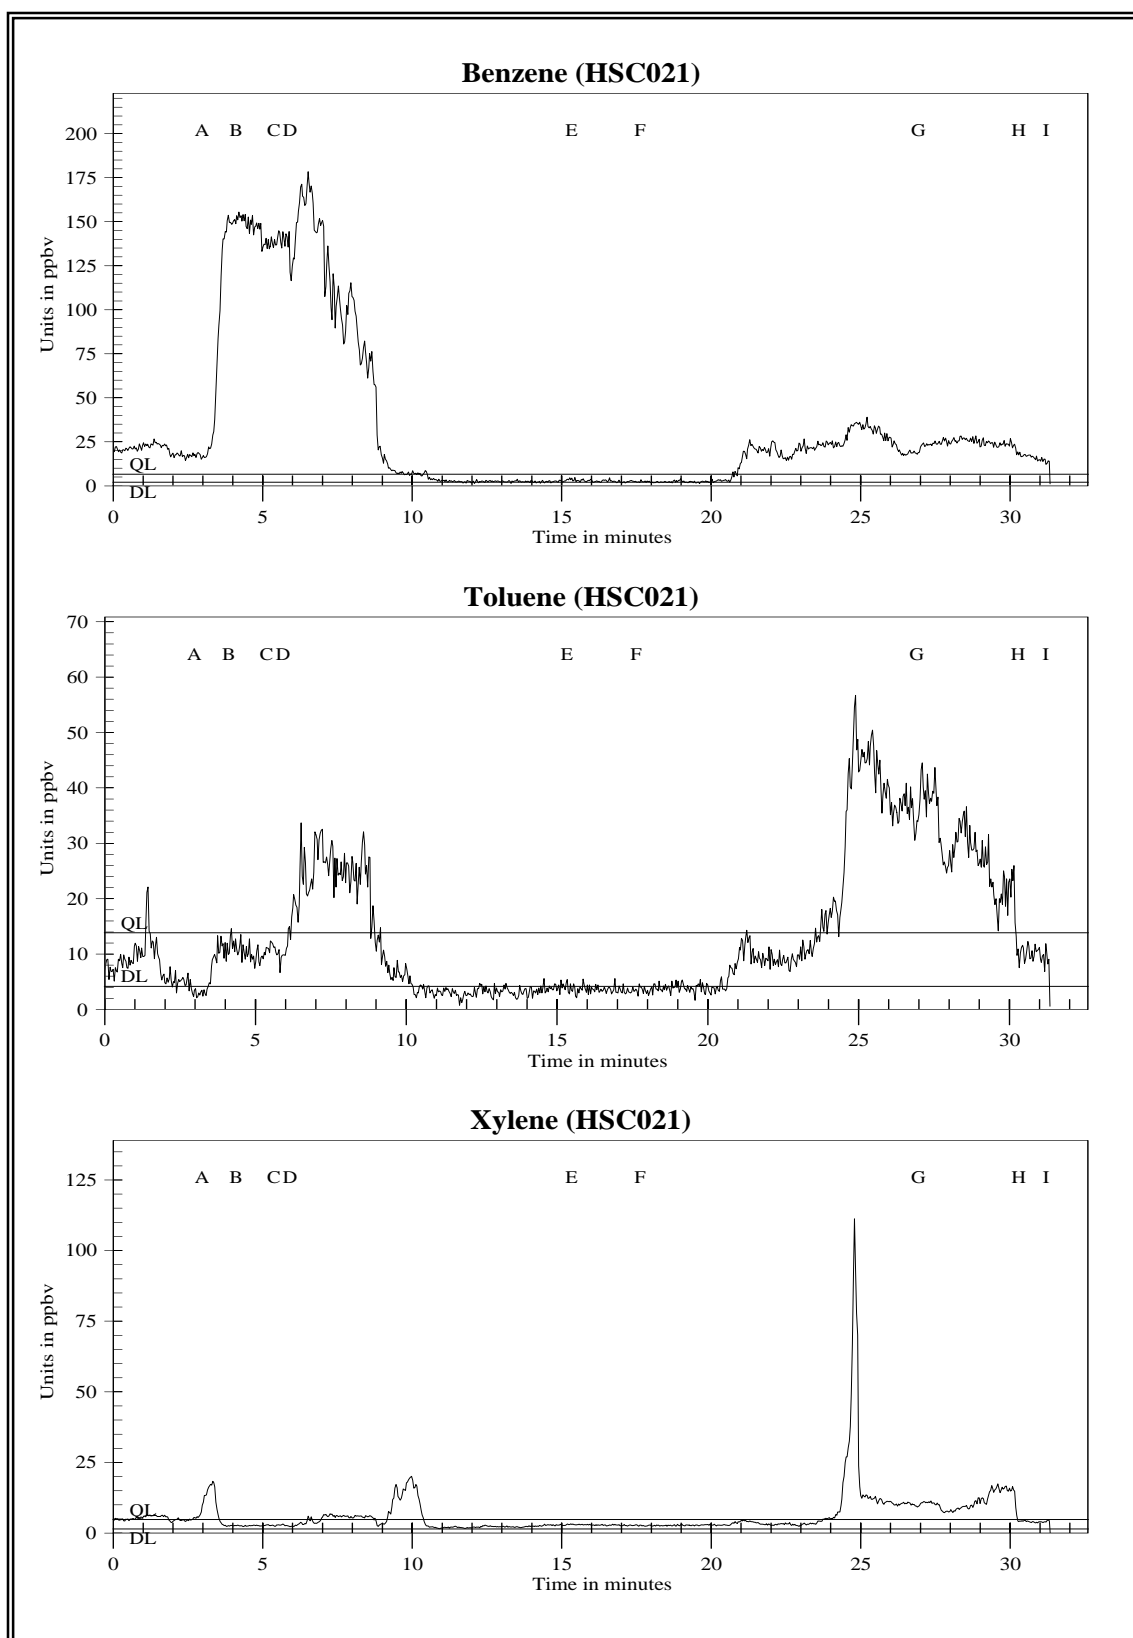 Benzene (HSC021)
A B C D E F G H I
200
175
150
125
100
75
50
25
0
Units in ppbv
QL
DL
0 5 10 15 20 25 30
Time in minutes
Toluene (HSC021)
70
A B C D E F G H I
60
50
40
30
20
10
0
Units in ppbv
QL
DL
0 5 10 15 20 25 30
Time in minutes
Xylene (HSC021)
A B C D E F G H I
125
100
75
50
25
0
Units in ppbv
QL
DL
0 5 10 15 20 25 30
Time in minutes